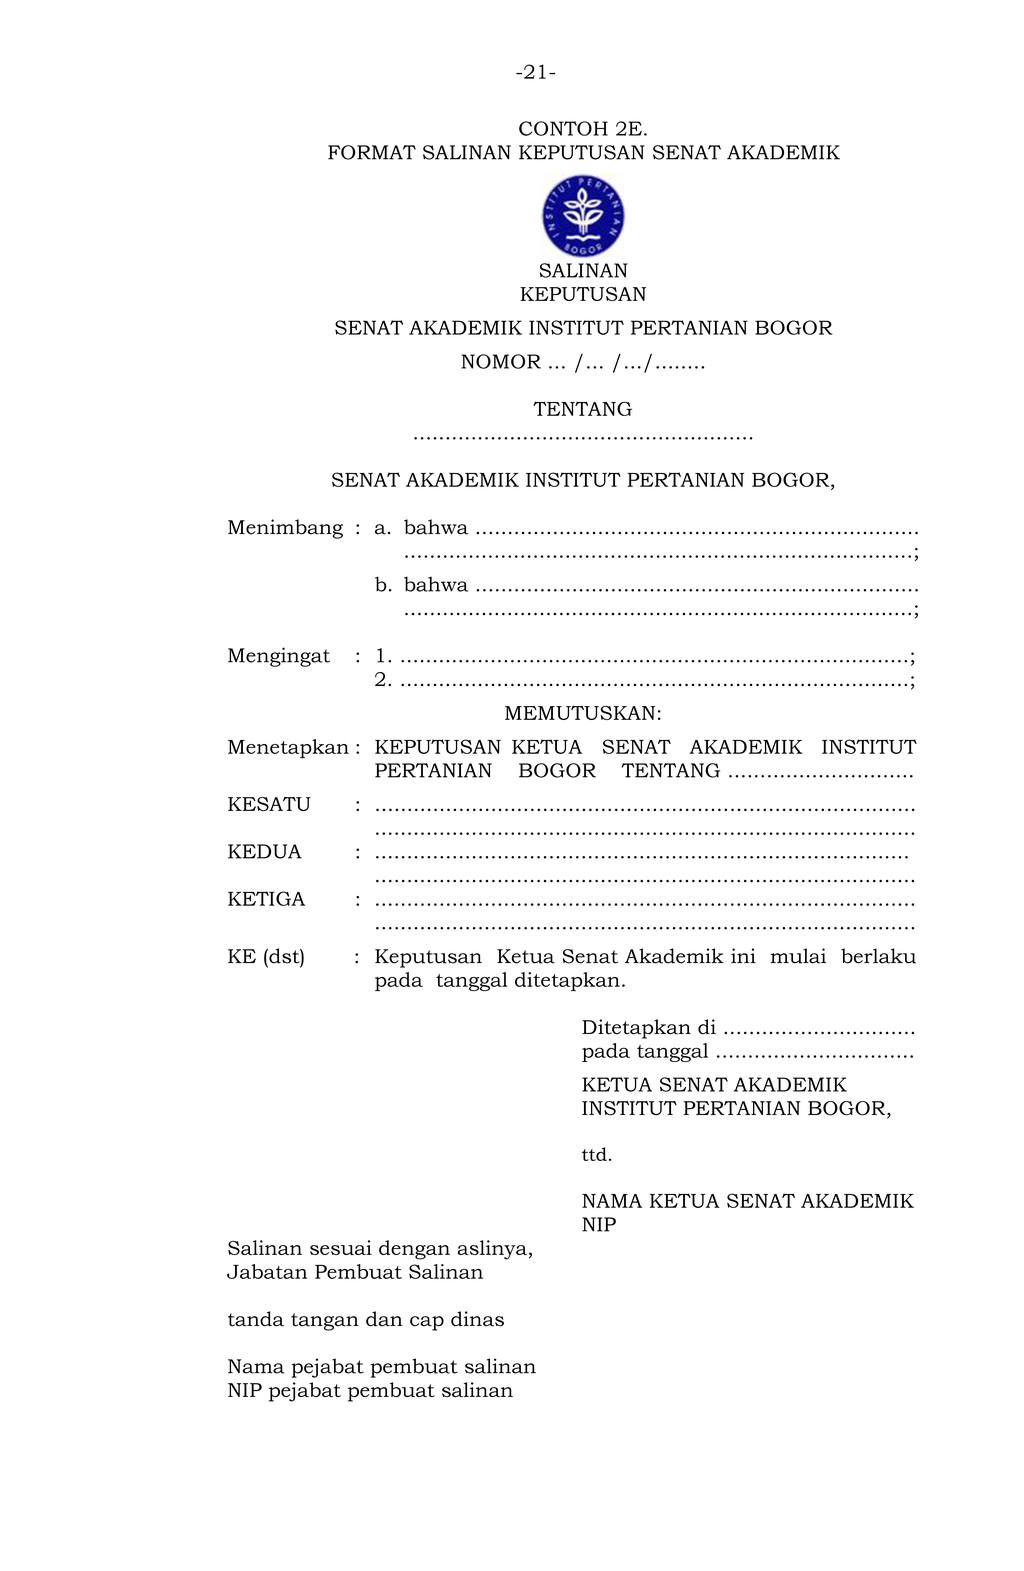 -21-
CONTOH 2E.
FORMAT SALINAN KEPUTUSAN SENAT AKADEMIK
INSTITUT PERTANIAN
BOGOR
SALINAN
KEPUTUSAN
SENAT AKADEMIK INSTITUT PERTANIAN BOGOR
NOMOR ... /... /.../........
TENTANG
.....................................................
SENAT AKADEMIK INSTITUT PERTANIAN BOGOR,
Menimbang : a. bahwa .....................................................................
...............................................................................;
b. bahwa .....................................................................
...............................................................................;
Mengingat : 1. ...............................................................................;
2. ...............................................................................;
MEMUTUSKAN:
Menetapkan : KEPUTUSAN KETUA SENAT AKADEMIK INSTITUT
PERTANIAN BOGOR TENTANG .............................
KESATU : ....................................................................................
....................................................................................
KEDUA : ...................................................................................
....................................................................................
KETIGA : ....................................................................................
....................................................................................
KE (dst) : Keputusan Ketua Senat Akademik ini mulai berlaku
pada tanggal ditetapkan.
Ditetapkan di ..............................
pada tanggal ...............................
KETUA SENAT AKADEMIK
INSTITUT PERTANIAN BOGOR,
ttd.
NAMA KETUA SENAT AKADEMIK
NIP
Salinan sesuai dengan aslinya,
Jabatan Pembuat Salinan
tanda tangan dan cap dinas
Nama pejabat pembuat salinan
NIP pejabat pembuat salinan